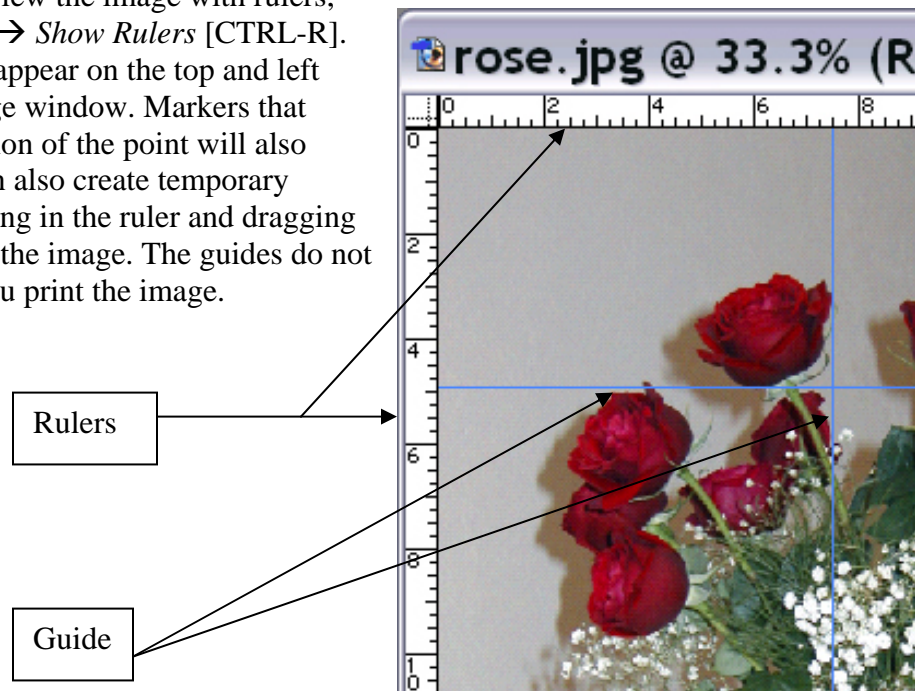 iew the image with rulers,
→ Show Rulers [CTRL-R].
appear on the top and left
ge window. Markers that
ion of the point will also
n also create temporary
ing in the ruler and dragging
the image. The guides do not
u print the image.
rose.jpg @ 33.3% (R
0 2 4 6 8
0
2
4
Rulers
6
8
Guide
10